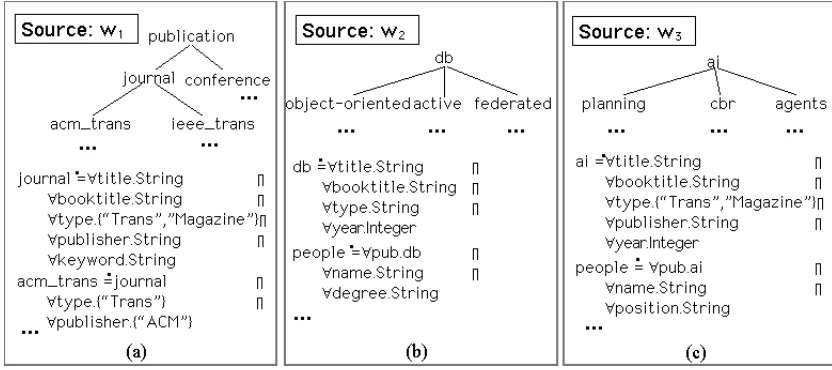 Source: w₁
publication
journal conference
...
acm_trans ieee_trans
... ...
journal ≐∀title.String ⊓
∀booktitle.String ⊓
∀type.{“Trans”,”Magazine”}⊓
∀publisher.String ⊓
∀keyword.String
acm_trans ≐journal ⊓
∀type.{“Trans”} ⊓
∀publisher.{“ACM”}
...
(a)
Source: w₂
db
object-oriented active federated
... ... ...
db ≐∀title.String ⊓
∀booktitle.String ⊓
∀type.String ⊓
∀year.Integer
people ≐∀pub.db ⊓
∀name.String ⊓
∀degree.String
...
(b)
Source: w₃
ai
planning cbr agents
... ... ...
ai ≐∀title.String ⊓
∀booktitle.String ⊓
∀type.{“Trans”,”Magazine”}⊓
∀publisher.String ⊓
∀year.Integer
people ≐ ∀pub.ai ⊓
∀name.String ⊓
∀position.String
...
(c)